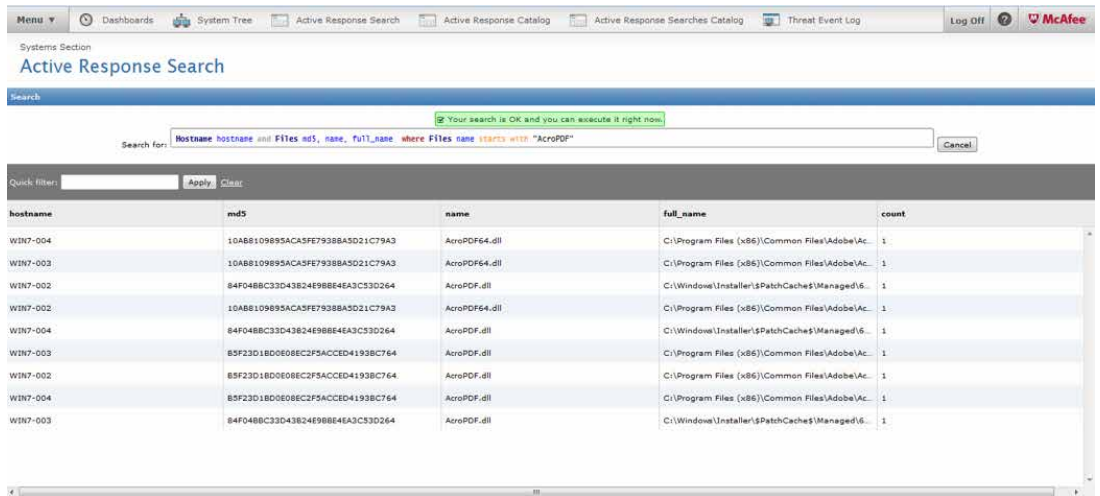 Menu ▼ Dashboards System Tree Active Response Search Active Response Catalog Active Response Searches Catalog Threat Event Log Log Off ? McAfee
Systems Section
Active Response Search
Search
Your search is OK and you can execute it right now.
Search for: Hostname hostname and Files md5, name, full_name where Files name starts with "AcroPDF" Cancel
Quick filter: Apply Clear
hostname md5 name full_name count
WIN7-004 10AB8109895ACA5FE7938BA5D21C79A3 AcroPDF64.dll C:\Program Files (x86)\Common Files\Adobe\Ac... 1
WIN7-003 10AB8109895ACA5FE7938BA5D21C79A3 AcroPDF64.dll C:\Program Files (x86)\Common Files\Adobe\Ac... 1
WIN7-002 84F04BBC33D43B24E9BBE4EA3C53D264 AcroPDF.dll C:\Windows\Installer\$PatchCache$\Managed\6... 1
WIN7-002 10AB8109895ACA5FE7938BA5D21C79A3 AcroPDF64.dll C:\Program Files (x86)\Common Files\Adobe\Ac... 1
WIN7-004 84F04BBC33D43B24E9BBE4EA3C53D264 AcroPDF.dll C:\Windows\Installer\$PatchCache$\Managed\6... 1
WIN7-003 B5F23D1BD0E08EC2F5ACCED4193BC764 AcroPDF.dll C:\Program Files (x86)\Common Files\Adobe\Ac... 1
WIN7-002 B5F23D1BD0E08EC2F5ACCED4193BC764 AcroPDF.dll C:\Program Files (x86)\Common Files\Adobe\Ac... 1
WIN7-004 B5F23D1BD0E08EC2F5ACCED4193BC764 AcroPDF.dll C:\Program Files (x86)\Common Files\Adobe\Ac... 1
WIN7-003 84F04BBC33D43B24E9BBE4EA3C53D264 AcroPDF.dll C:\Windows\Installer\$PatchCache$\Managed\6... 1